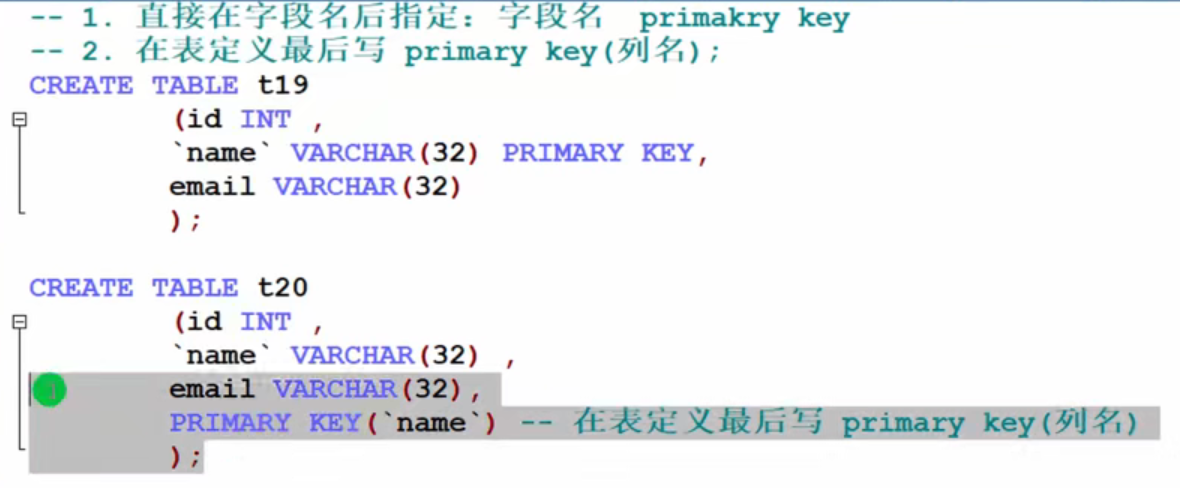 -- 1. 直接在字段名后指定: 字段名 primakry key
-- 2. 在表定义最后写 primary key(列名);
CREATE TABLE t19
(id INT ,
`name` VARCHAR(32) PRIMARY KEY,
email VARCHAR(32)
);
CREATE TABLE t20
(id INT ,
`name` VARCHAR(32) ,
email VARCHAR(32),
PRIMARY KEY(`name`) -- 在表定义最后写 primary key(列名)
);